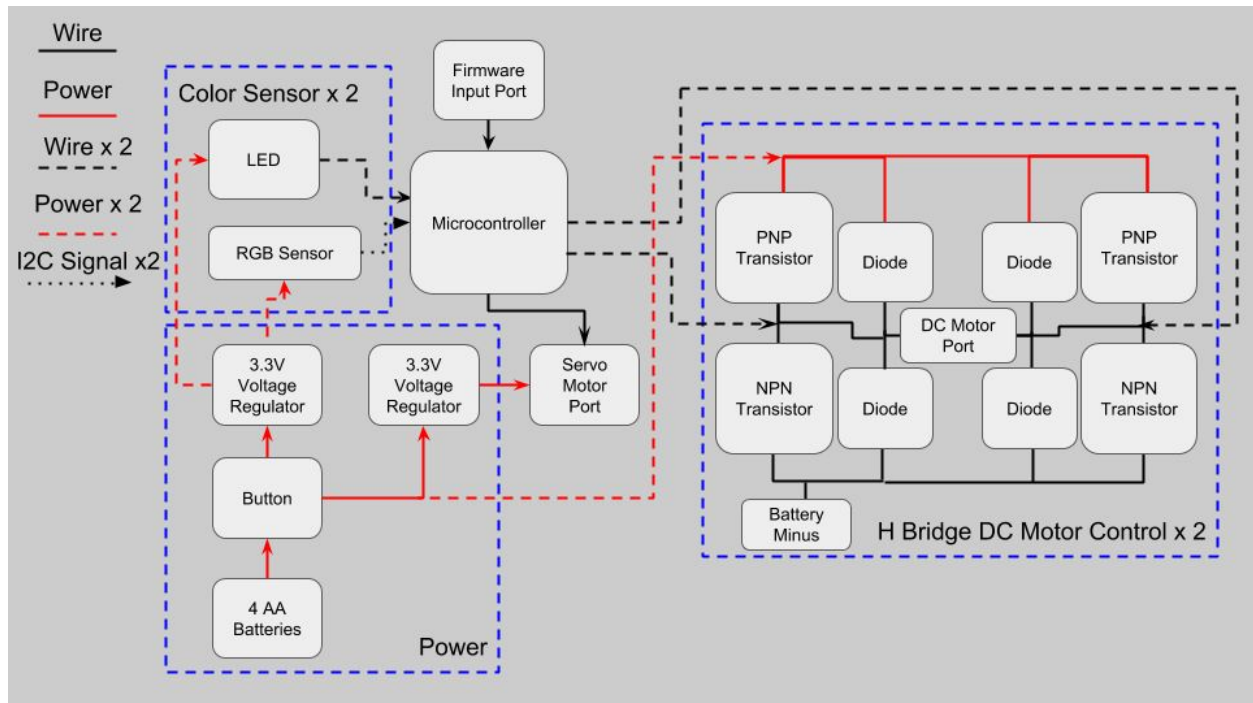 Wire
Power
Wire x 2
Power x 2
I2C Signal x2
Color Sensor x 2
LED
RGB Sensor
Firmware
Input Port
Microcontroller
3.3V
Voltage
Regulator
3.3V
Voltage
Regulator
Servo
Motor
Port
Button
4 AA
Batteries
Power
PNP
Transistor
Diode
Diode
PNP
Transistor
DC Motor
Port
NPN
Transistor
Diode
Diode
NPN
Transistor
Battery
Minus
H Bridge DC Motor Control x 2